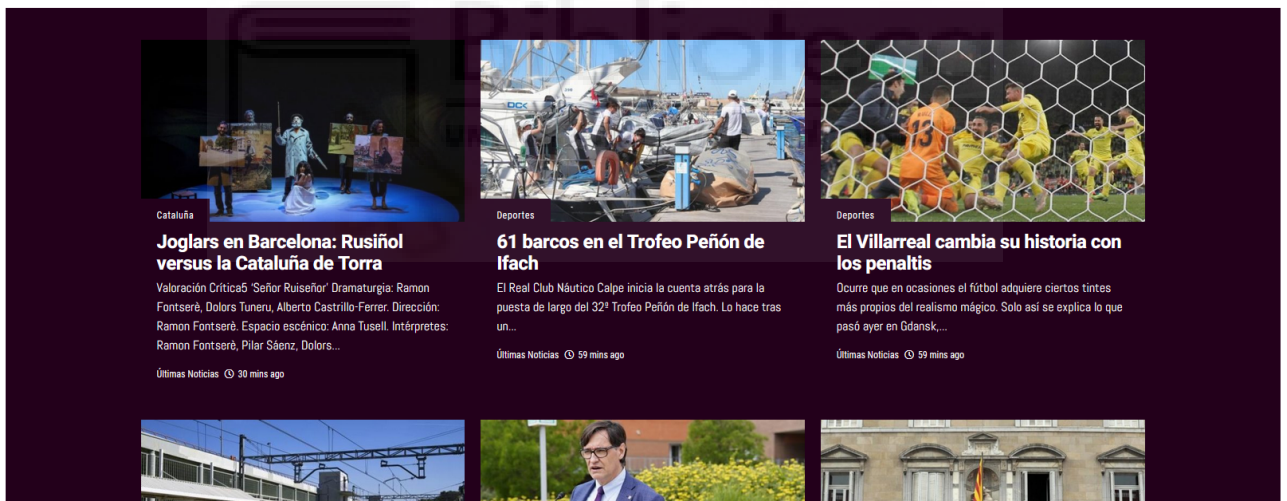 Biblioteca
DCK
13
Cataluña
Joglars en Barcelona: Rusiñol
versus la Cataluña de Torra
Valoración Crítica5 ‘Señor Ruiseñor’ Dramaturgia: Ramon
Fontserè, Dolors Tuneru, Alberto Castrillo-Ferrer. Dirección:
Ramon Fontserè. Espacio escénico: Anna Tusell. Intérpretes:
Ramon Fontserè, Pilar Sáenz, Dolors...
Últimas Noticias 30 mins ago
Deportes
61 barcos en el Trofeo Peñón de
Ifach
El Real Club Náutico Calpe inicia la cuenta atrás para la
puesta de largo del 32º Trofeo Peñón de Ifach. Lo hace tras
un...
Últimas Noticias 59 mins ago
Deportes
El Villarreal cambia su historia con
los penaltis
Ocurre que en ocasiones el fútbol adquiere ciertos tintes
más propios del realismo mágico. Solo así se explica lo que
pasó ayer en Gdansk,...
Últimas Noticias 59 mins ago